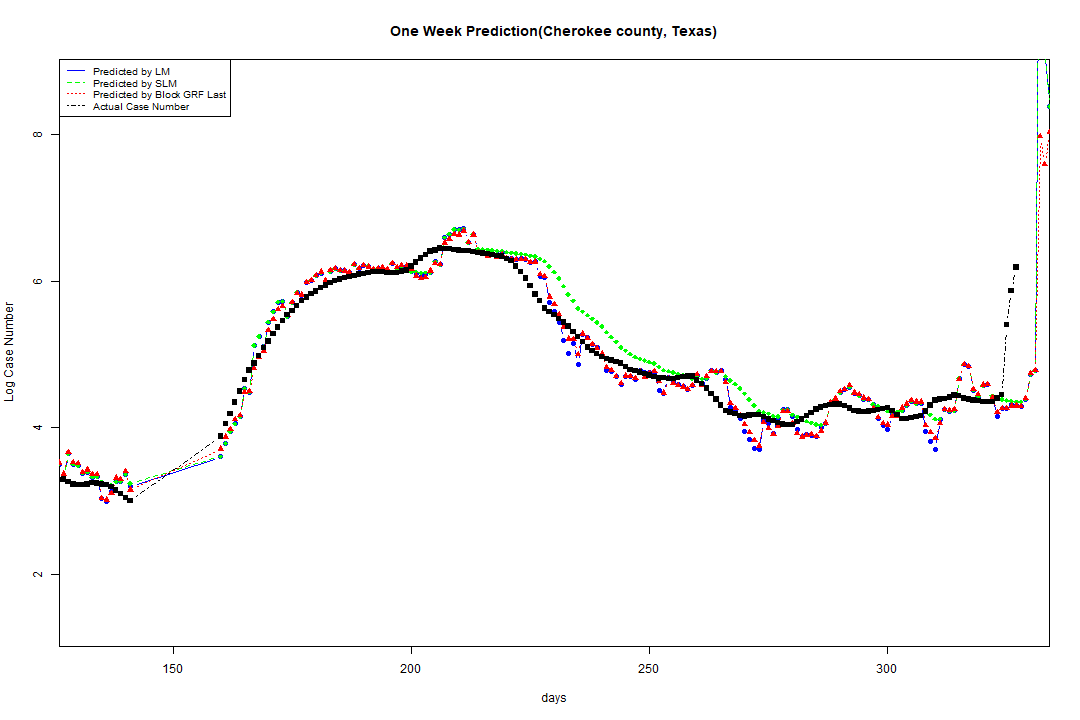 One Week Prediction(Cherokee county, Texas)
Predicted by LM
Predicted by SLM
Predicted by Block GRF Last
Actual Case Number
8
6
4
2
Log Case Number
150 200 250 300
days